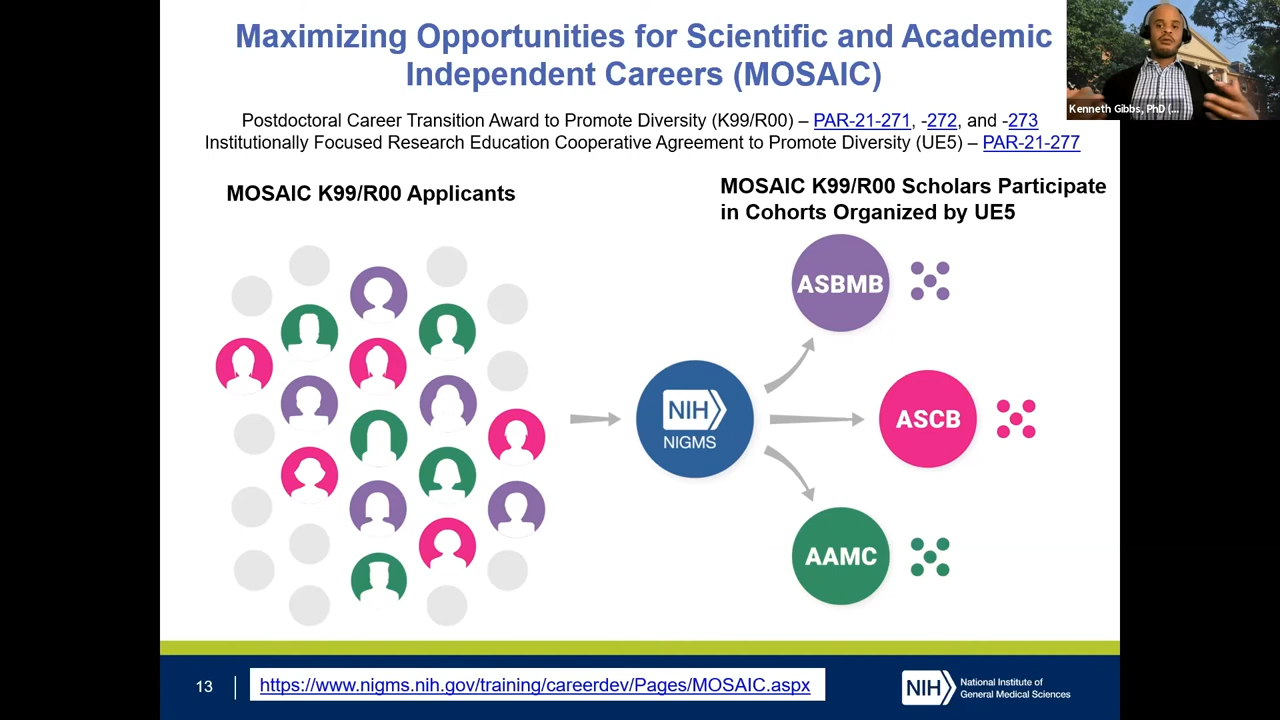 Maximizing Opportunities for Scientific and Academic
Independent Careers (MOSAIC)
Kenneth Gibbs, PhD (...
Postdoctoral Career Transition Award to Promote Diversity (K99/R00) – PAR-21-271, -272, and -273
Institutionally Focused Research Education Cooperative Agreement to Promote Diversity (UE5) – PAR-21-277
MOSAIC K99/R00 Applicants
MOSAIC K99/R00 Scholars Participate
in Cohorts Organized by UE5
ASBMB
NIH
NIGMS
ASCB
AAMC
13
https://www.nigms.nih.gov/training/careerdev/Pages/MOSAIC.aspx
NIH
National Institute of
General Medical Sciences